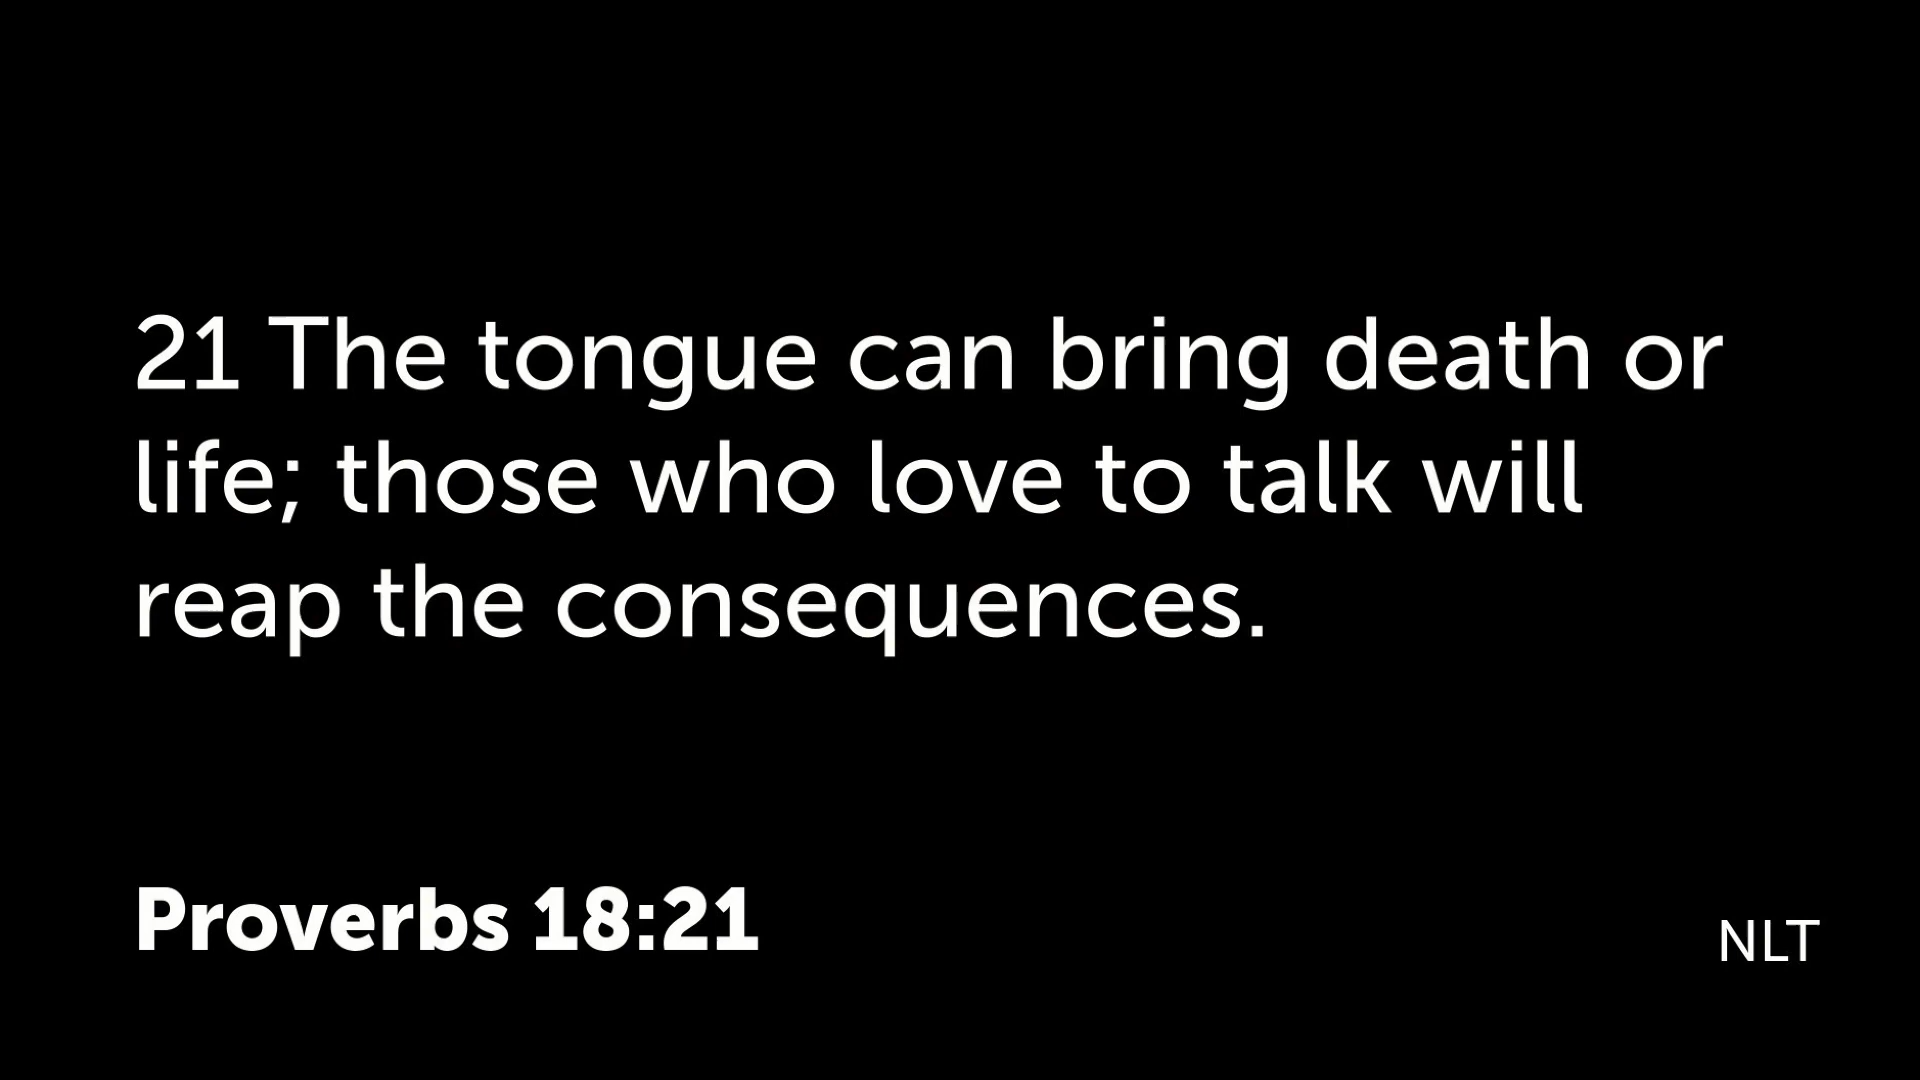 21 The tongue can bring death or
life; those who love to talk will
reap the consequences.
Proverbs 18:21
NLT